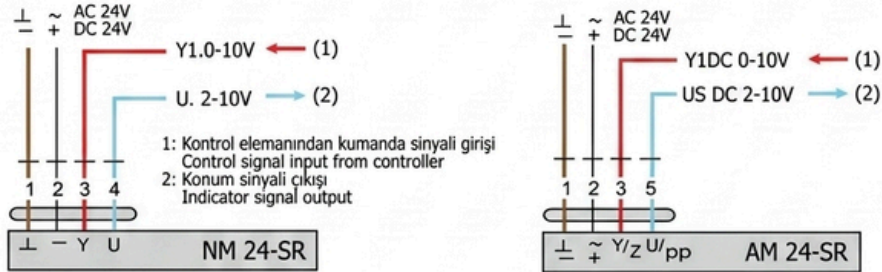 ⊥ ~ AC 24V
– + DC 24V
Y1.0-10V (1)
U. 2-10V (2)
1: Kontrol elemanından kumanda sinyali girişi
Control signal input from controller
2: Konum sinyali çıkışı
Indicator signal output
1 2 3 4
⊥ – Y U
NM 24-SR
⊥ ~ AC 24V
– + DC 24V
Y1DC 0-10V (1)
US DC 2-10V (2)
1 2 3 5
⊥ ~ Y/Z U/PP
– +
AM 24-SR